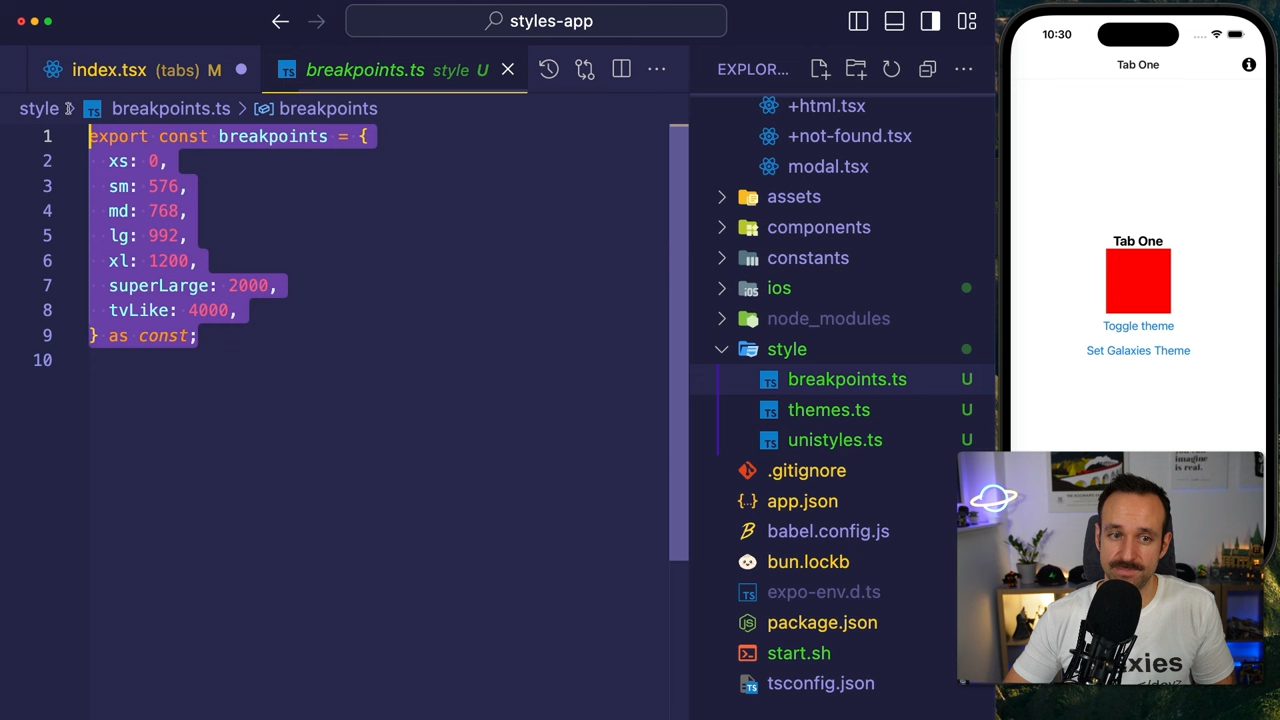 styles-app
index.tsx (tabs) M
breakpoints.ts style U
EXPLOR...
style
breakpoints.ts
breakpoints
1 export const breakpoints = {
2 xs: 0,
3 sm: 576,
4 md: 768,
5 lg: 992,
6 xl: 1200,
7 superLarge: 2000,
8 tvLike: 4000,
9 } as const;
10
+html.tsx
+not-found.tsx
modal.tsx
assets
components
constants
ios
node_modules
style
breakpoints.ts U
themes.ts U
unistyles.ts U
.gitignore
app.json
babel.config.js
bun.lockb
expo-env.d.ts
package.json
start.sh
tsconfig.json
10:30
Tab One
Tab One
Toggle theme
Set Galaxies Theme
imagine
is real.